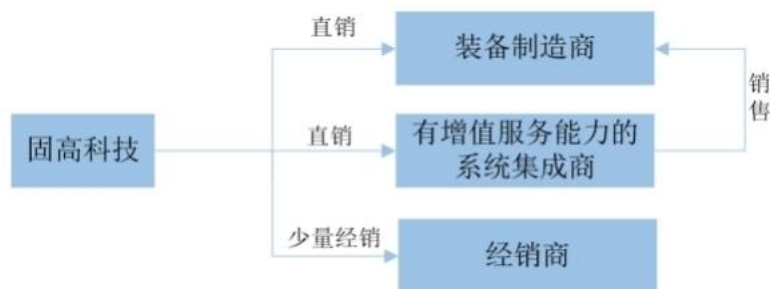 直销
装备制造商
销售
固高科技
直销
有增值服务能力的
系统集成商
少量经销
经销商